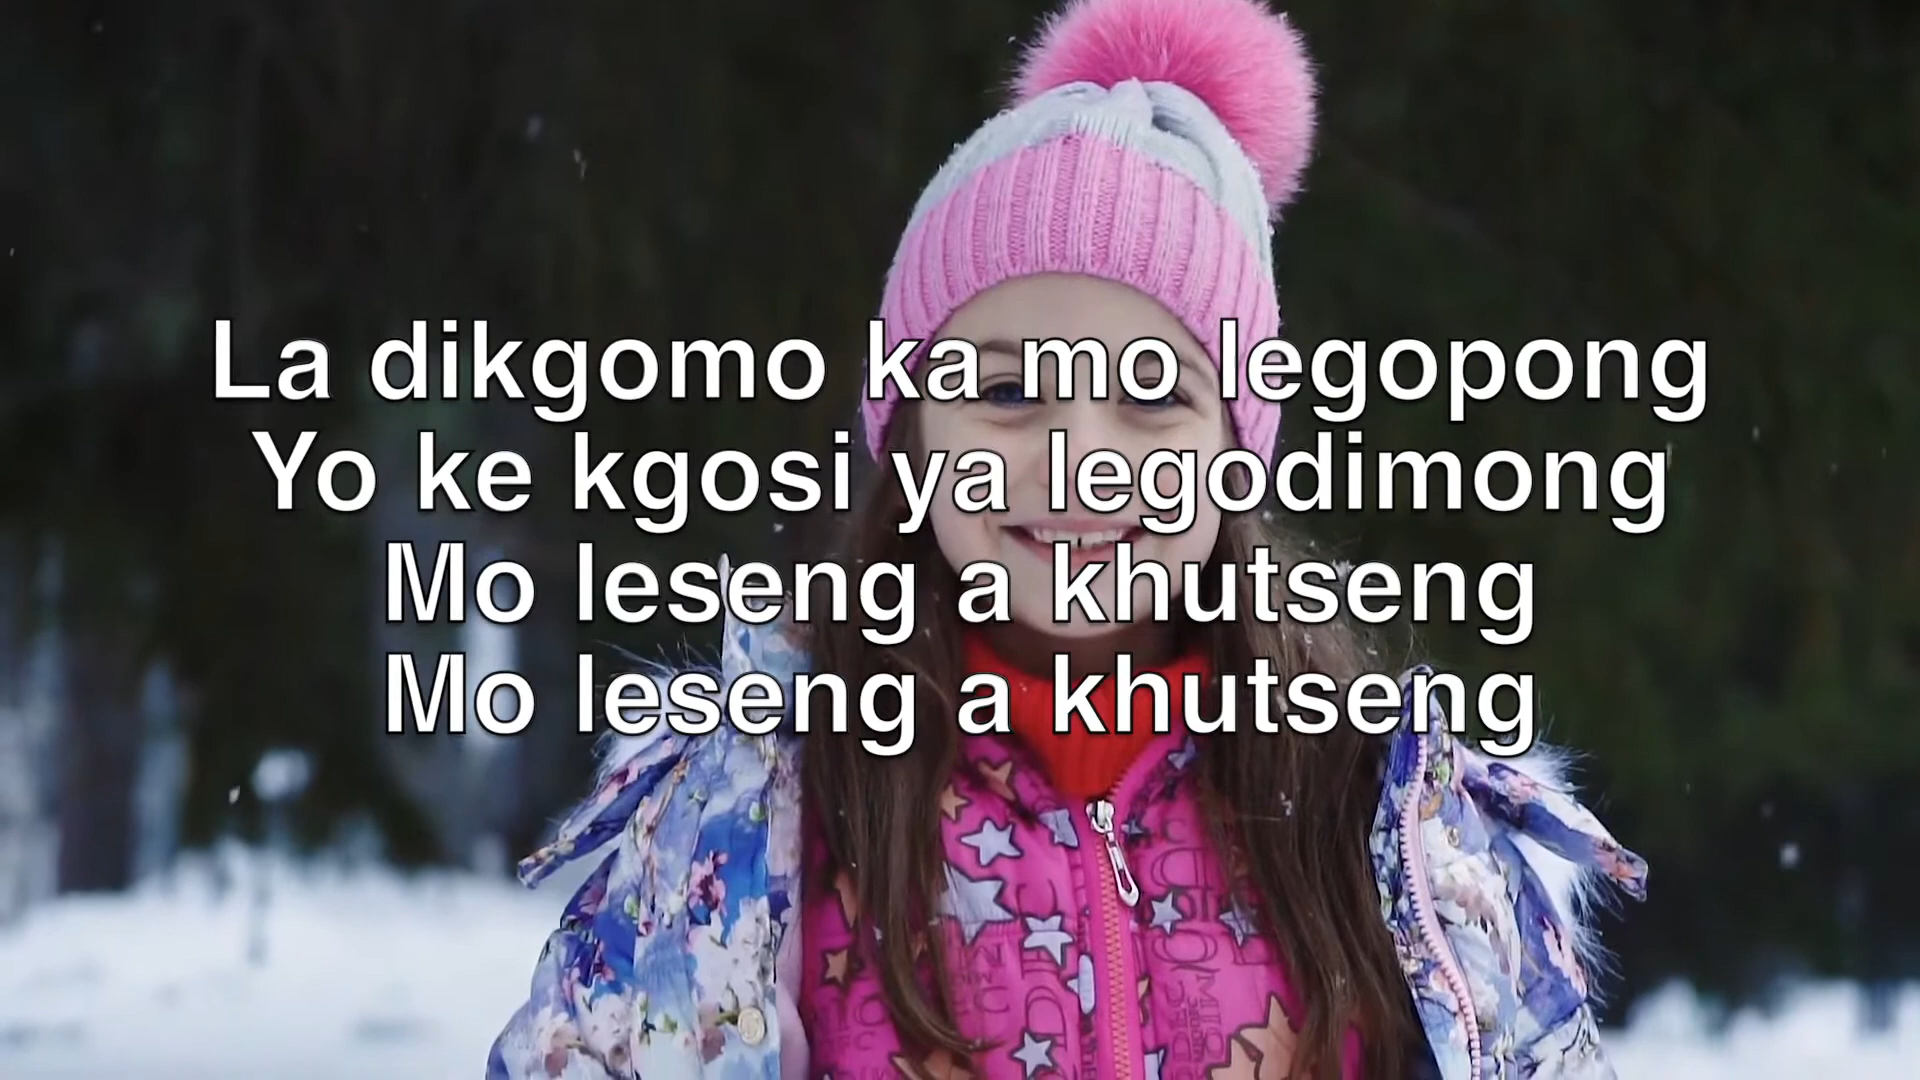 La dikgomo ka mo legopong
Yo ke kgosi ya legodimong
Mo leseng a khutseng
Mo leseng a khutseng